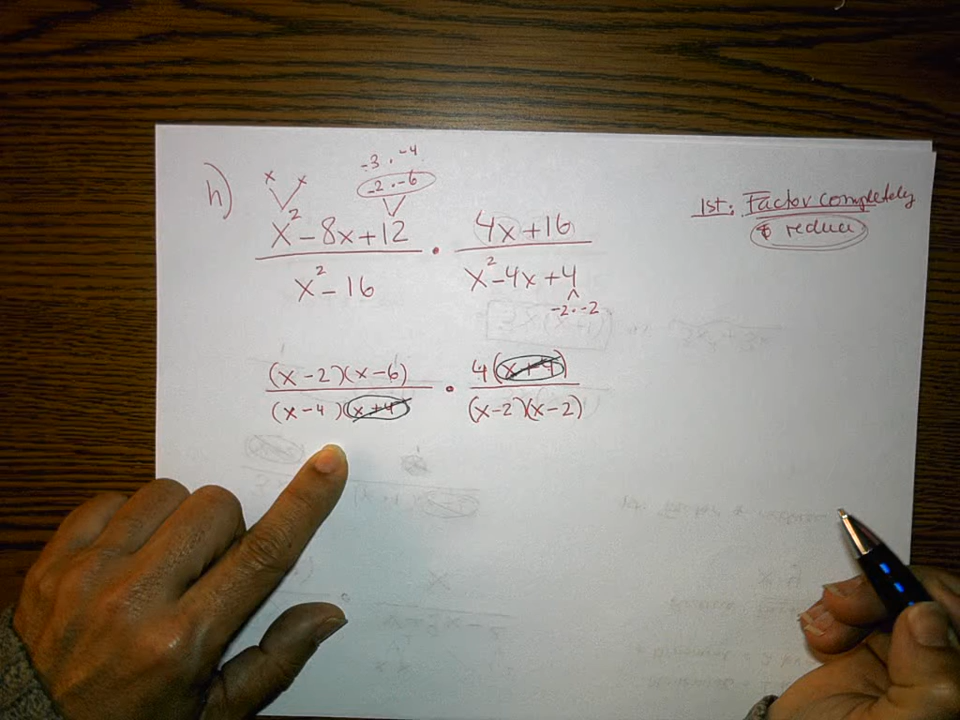 h)
x x
-3 · -4
-2 · -6
x² - 8x + 12 · 4x + 16
x² - 16 x² - 4x + 4
-2 · -2
1st: Factor completely
& reduce
(x - 2)(x - 6) · 4(x + 4)
(x - 4)(x + 4) (x - 2)(x - 2)